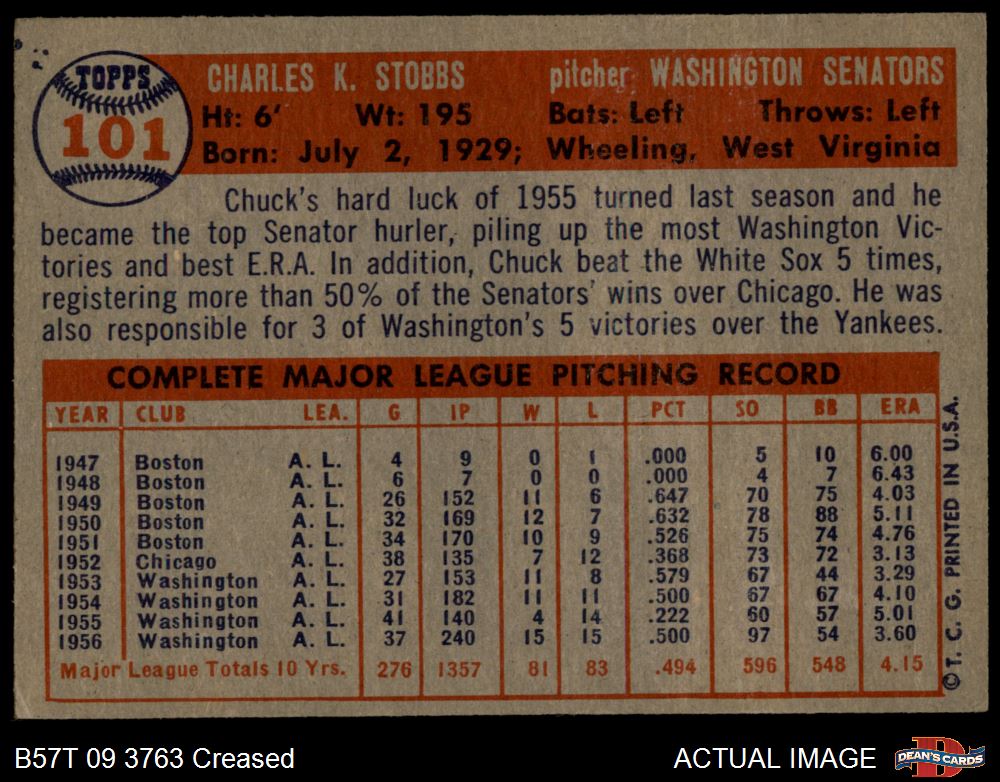 TOPPS
101
CHARLES K. STOBBS pitcher WASHINGTON SENATORS
Ht: 6' Wt: 195 Bats: Left Throws: Left
Born: July 2, 1929; Wheeling, West Virginia
Chuck's hard luck of 1955 turned last season and he
became the top Senator hurler, piling up the most Washington Vic-
tories and best E.R.A. In addition, Chuck beat the White Sox 5 times,
registering more than 50% of the Senators' wins over Chicago. He was
also responsible for 3 of Washington's 5 victories over the Yankees.
COMPLETE MAJOR LEAGUE PITCHING RECORD
YEAR CLUB LEA. G IP W L PCT SO BB ERA
1947 Boston A. L. 4 9 0 1 .000 5 10 6.00
1948 Boston A. L. 6 7 0 0 .000 4 7 6.43
1949 Boston A. L. 26 152 11 6 .647 70 75 4.03
1950 Boston A. L. 32 169 12 7 .632 78 88 5.11
1951 Boston A. L. 34 170 10 9 .526 75 74 4.76
1952 Chicago A. L. 38 135 7 12 .368 73 72 3.13
1953 Washington A. L. 27 153 11 8 .579 67 44 3.29
1954 Washington A. L. 31 182 11 11 .500 67 67 4.10
1955 Washington A. L. 41 140 4 14 .222 60 57 5.01
1956 Washington A. L. 37 240 15 15 .500 97 54 3.60
Major League Totals 10 Yrs. 276 1357 81 83 .494 596 548 4.15
©T. C. G. PRINTED IN U.S.A.
B57T 09 3763 Creased ACTUAL IMAGE
D
DEAN'S CARDS